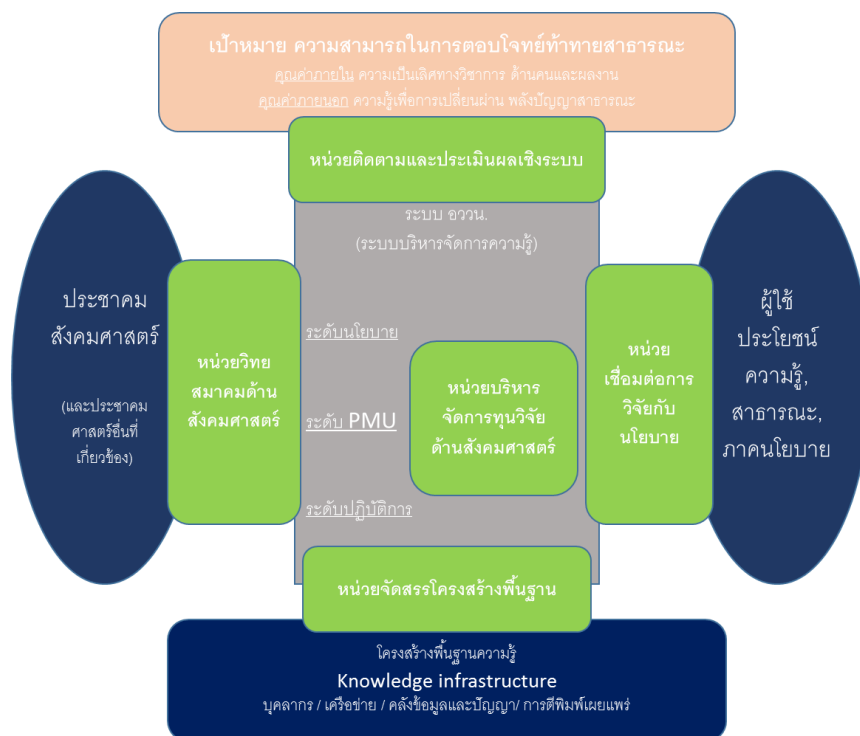 เป้าหมาย ความสามารถในการตอบโจทย์ท้าทายสาธารณะ
คุณค่าภายใน ความเป็นเลิศทางวิชาการ ด้านคนและผลงาน
คุณค่าภายนอก ความรู้เพื่อการเปลี่ยนผ่าน พลังปัญญาสาธารณะ
หน่วยติดตามและประเมินผลเชิงระบบ
ระบบ อววน.
(ระบบบริหารจัดการความรู้)
ประชาคม
สังคมศาสตร์
(และประชาคม
ศาสตร์อื่นที่
เกี่ยวข้อง)
หน่วยวิทย
สมาคมด้าน
สังคมศาสตร์
ระดับนโยบาย
ระดับ PMU
ระดับปฏิบัติการ
หน่วยบริหาร
จัดการทุนวิจัย
ด้านสังคมศาสตร์
หน่วย
เชื่อมต่อการ
วิจัยกับ
นโยบาย
ผู้ใช้
ประโยชน์
ความรู้,
สาธารณะ,
ภาคนโยบาย
หน่วยจัดสรรโครงสร้างพื้นฐาน
โครงสร้างพื้นฐานความรู้
Knowledge infrastructure
บุคลากร / เครือข่าย / คลังข้อมูลและปัญญา/ การตีพิมพ์เผยแพร่